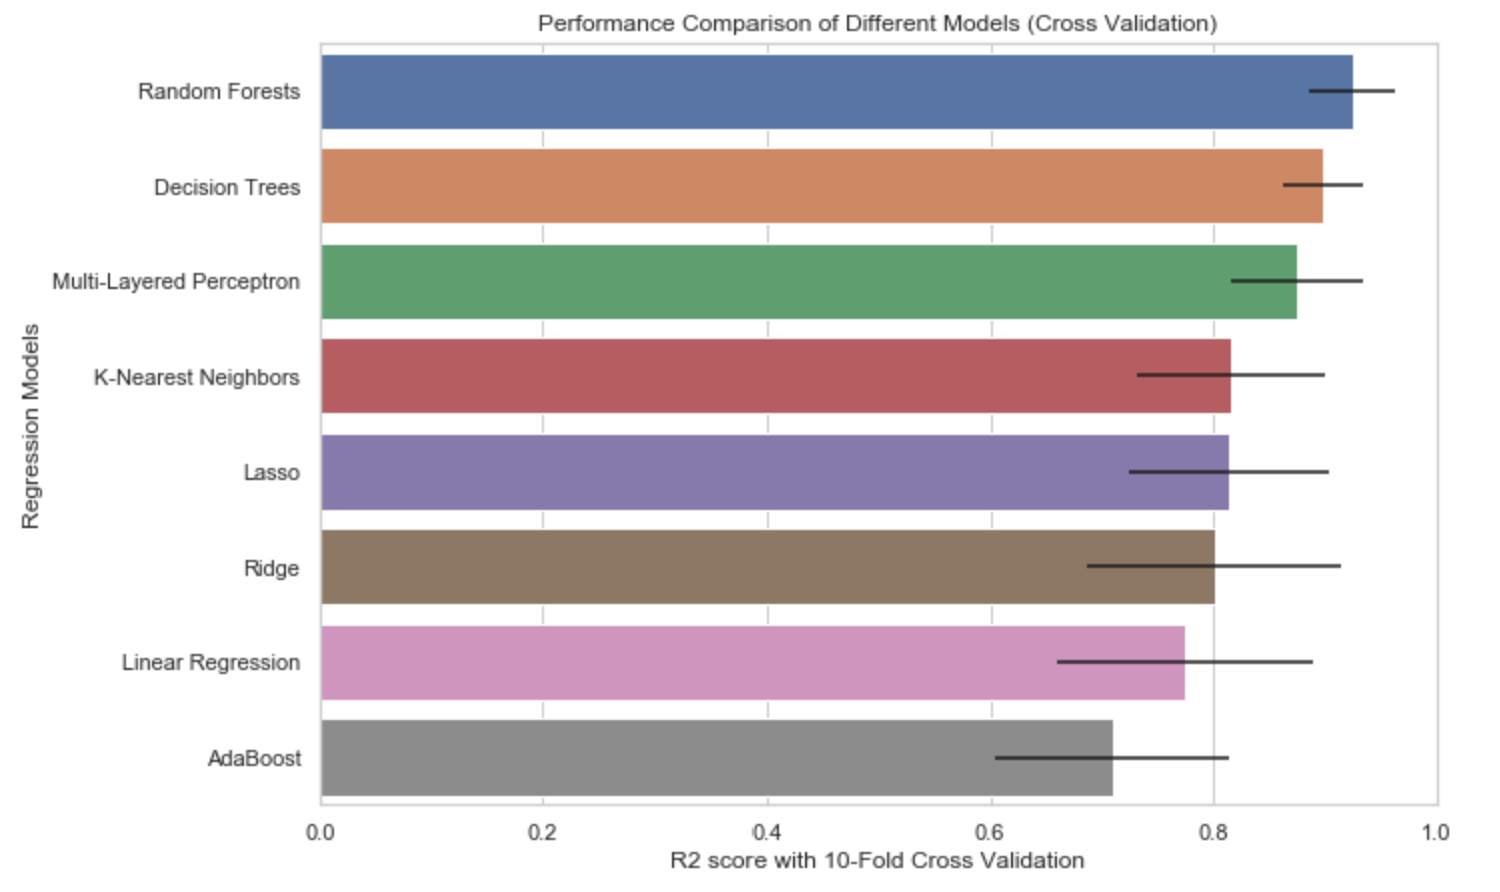 Performance Comparison of Different Models (Cross Validation)
Regression Models
Random Forests
Decision Trees
Multi-Layered Perceptron
K-Nearest Neighbors
Lasso
Ridge
Linear Regression
AdaBoost
0.0 0.2 0.4 0.6 0.8 1.0
R2 score with 10-Fold Cross Validation